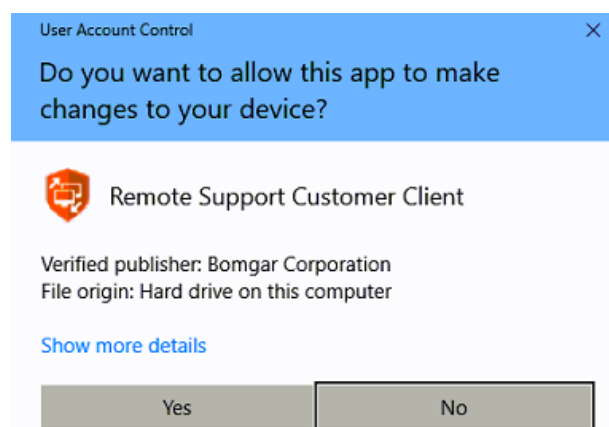 User Account Control
Do you want to allow this app to make
changes to your device?
Remote Support Customer Client
Verified publisher: Bomgar Corporation
File origin: Hard drive on this computer
Show more details
Yes No